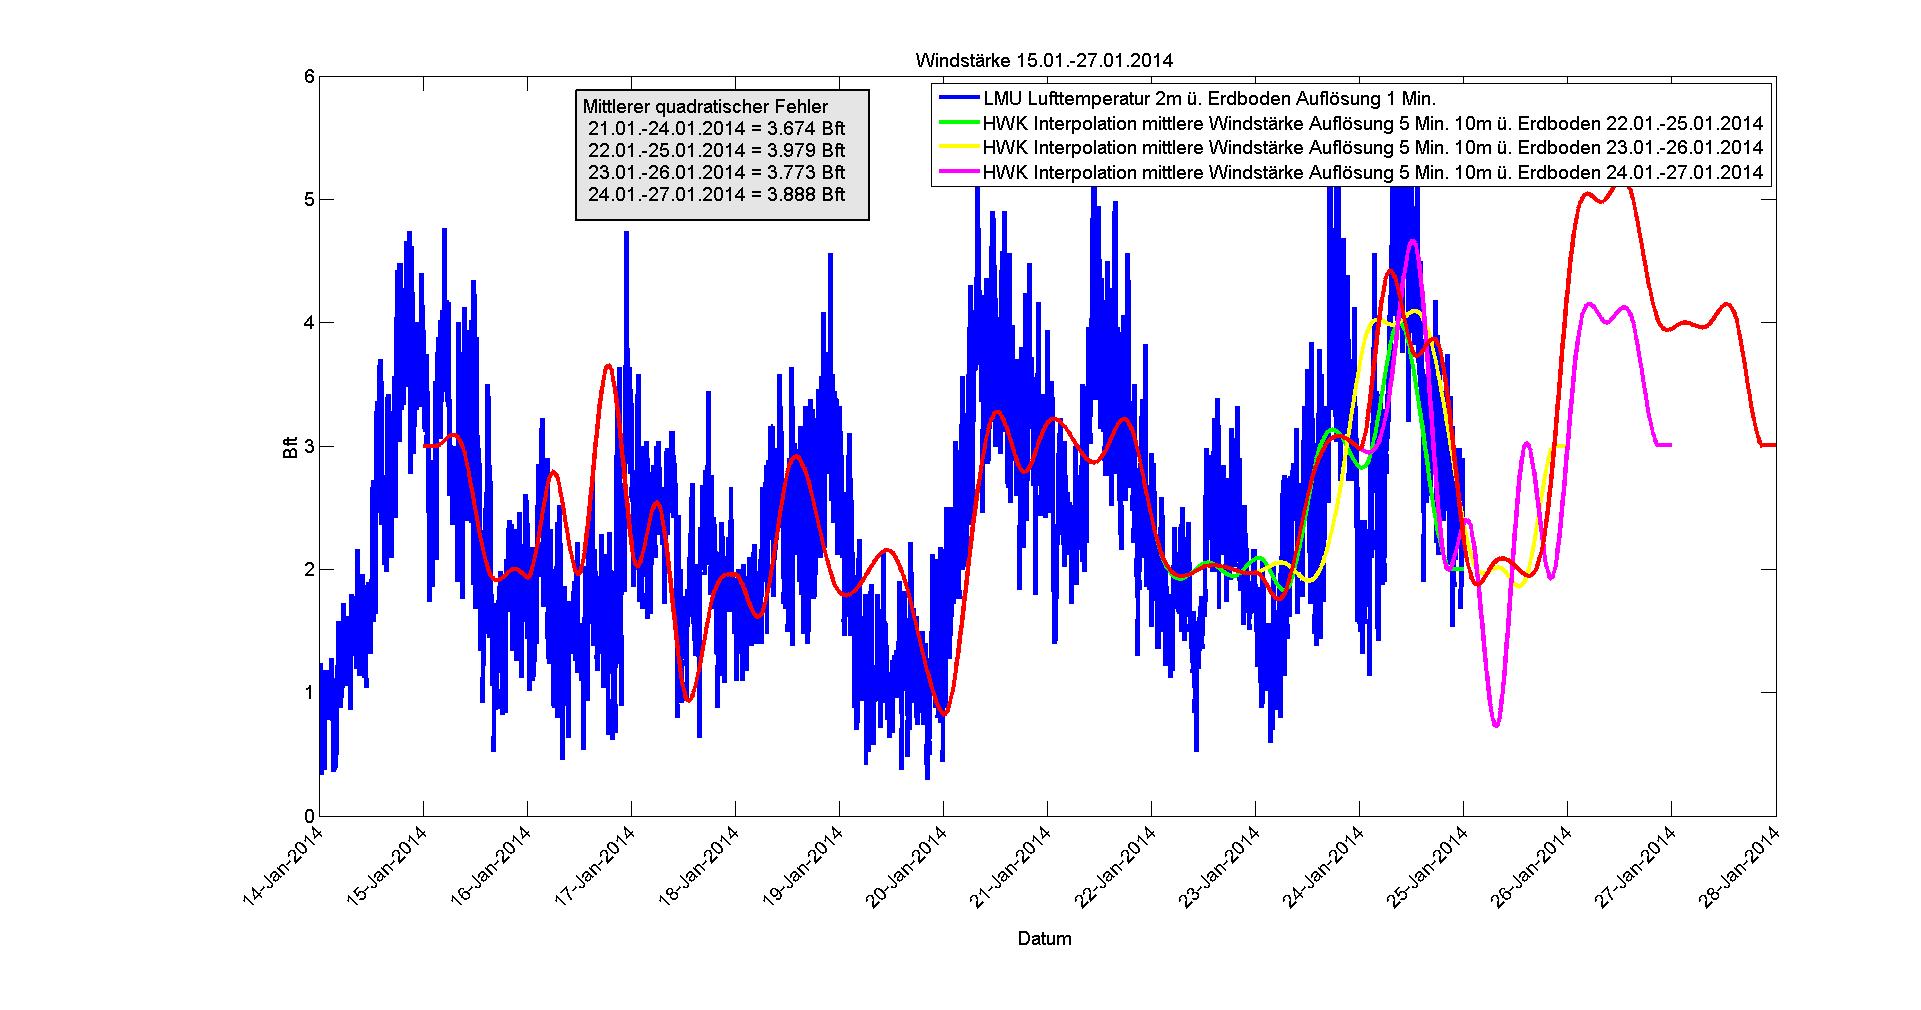 Windstärke 15.01.-27.01.2014
Mittlerer quadratischer Fehler
21.01.-24.01.2014 = 3.674 Bft
22.01.-25.01.2014 = 3.979 Bft
23.01.-26.01.2014 = 3.773 Bft
24.01.-27.01.2014 = 3.888 Bft
LMU Lufttemperatur 2m ü. Erdboden Auflösung 1 Min.
HWK Interpolation mittlere Windstärke Auflösung 5 Min. 10m ü. Erdboden 22.01.-25.01.2014
HWK Interpolation mittlere Windstärke Auflösung 5 Min. 10m ü. Erdboden 23.01.-26.01.2014
HWK Interpolation mittlere Windstärke Auflösung 5 Min. 10m ü. Erdboden 24.01.-27.01.2014
6
5
4
3
2
1
0
Bft
14-Jan-2014
15-Jan-2014
16-Jan-2014
17-Jan-2014
18-Jan-2014
19-Jan-2014
20-Jan-2014
21-Jan-2014
22-Jan-2014
23-Jan-2014
24-Jan-2014
25-Jan-2014
26-Jan-2014
27-Jan-2014
28-Jan-2014
Datum